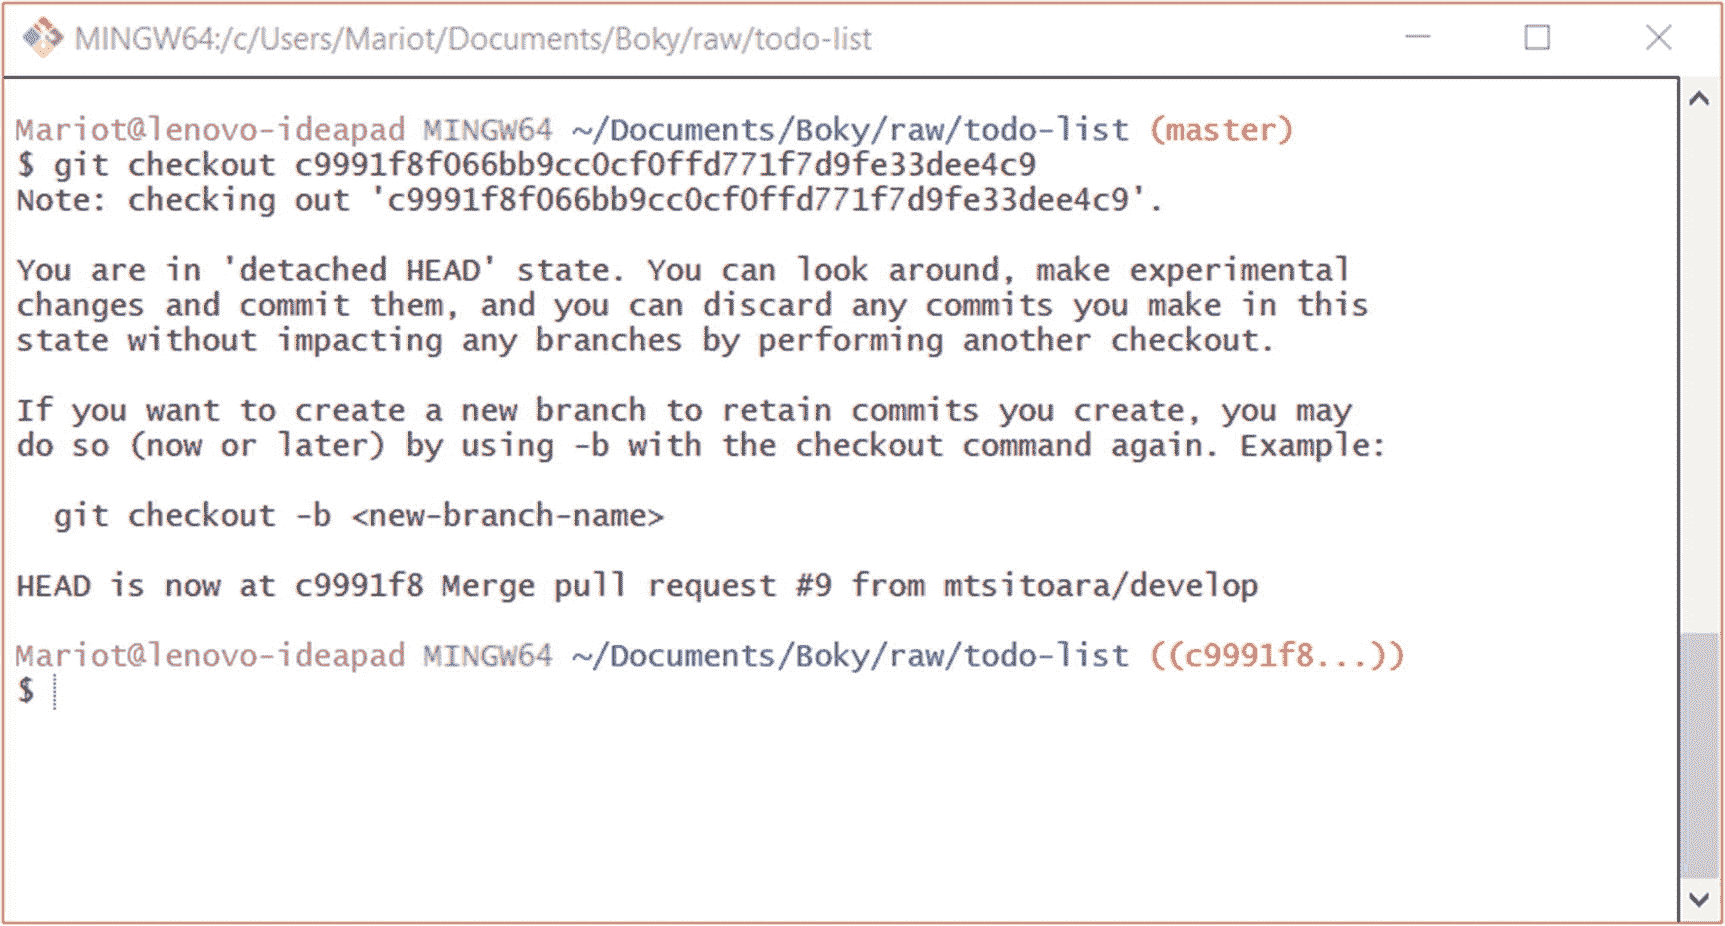 MINGW64:/c/Users/Mariot/Documents/Boky/raw/todo-list
Mariot@lenovo-ideapad MINGW64 ~/Documents/Boky/raw/todo-list (master)
$ git checkout c9991f8f066bb9cc0cf0ffd771f7d9fe33dee4c9
Note: checking out 'c9991f8f066bb9cc0cf0ffd771f7d9fe33dee4c9'.
You are in 'detached HEAD' state. You can look around, make experimental
changes and commit them, and you can discard any commits you make in this
state without impacting any branches by performing another checkout.
If you want to create a new branch to retain commits you create, you may
do so (now or later) by using -b with the checkout command again. Example:
git checkout -b <new-branch-name>
HEAD is now at c9991f8 Merge pull request #9 from mtsitoara/develop
Mariot@lenovo-ideapad MINGW64 ~/Documents/Boky/raw/todo-list ((c9991f8...))
$